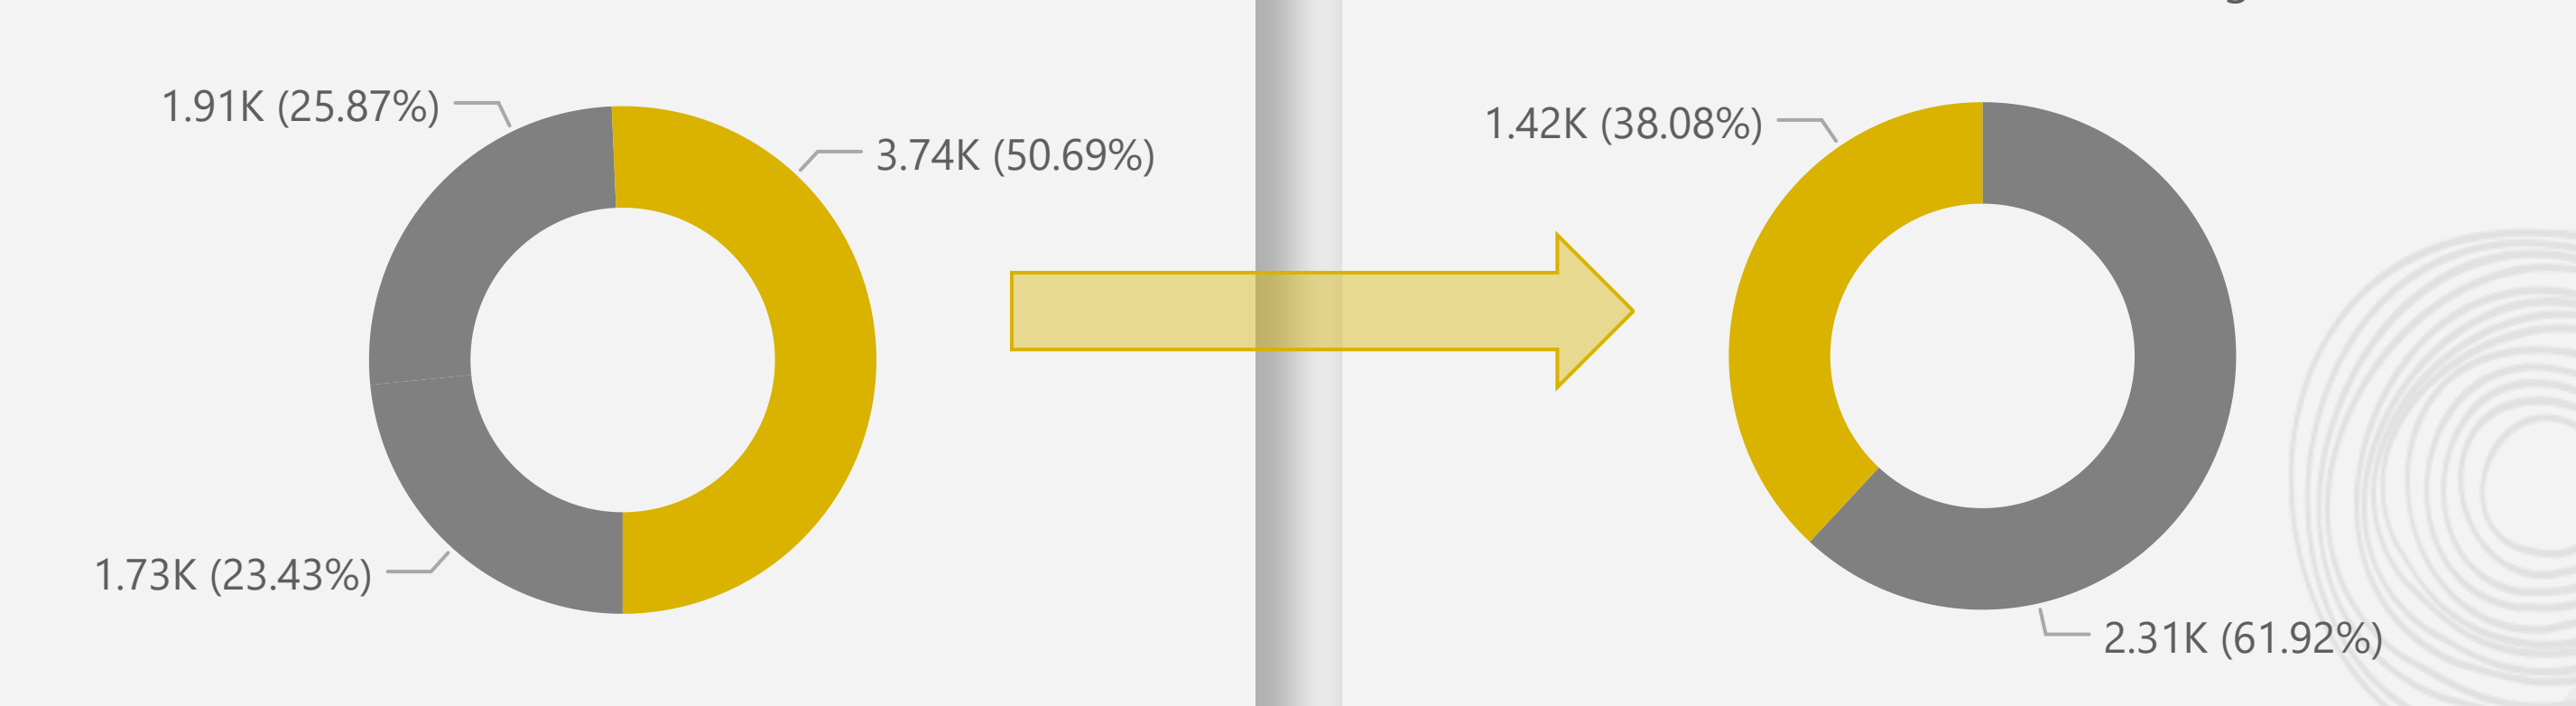 1.91K (25.87%)
3.74K (50.69%)
1.73K (23.43%)
1.42K (38.08%)
2.31K (61.92%)